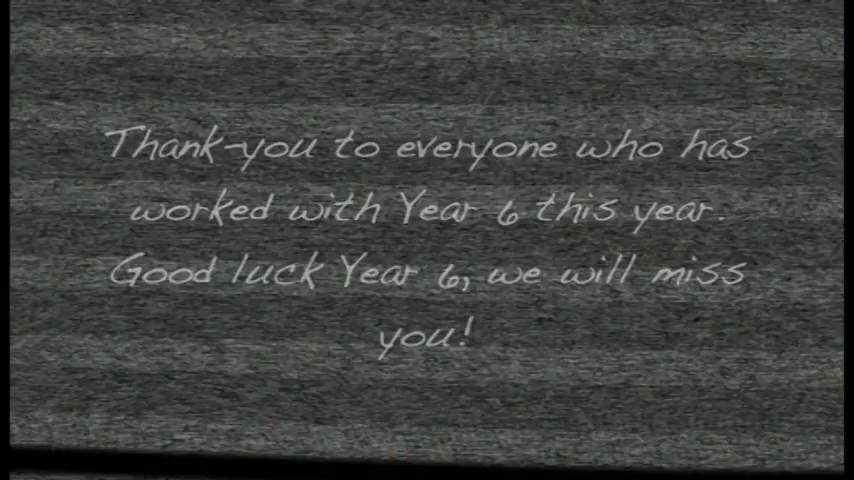 Thank-you to everyone who has
worked with Year 6 this year.
Good luck Year 6, we will miss
you!